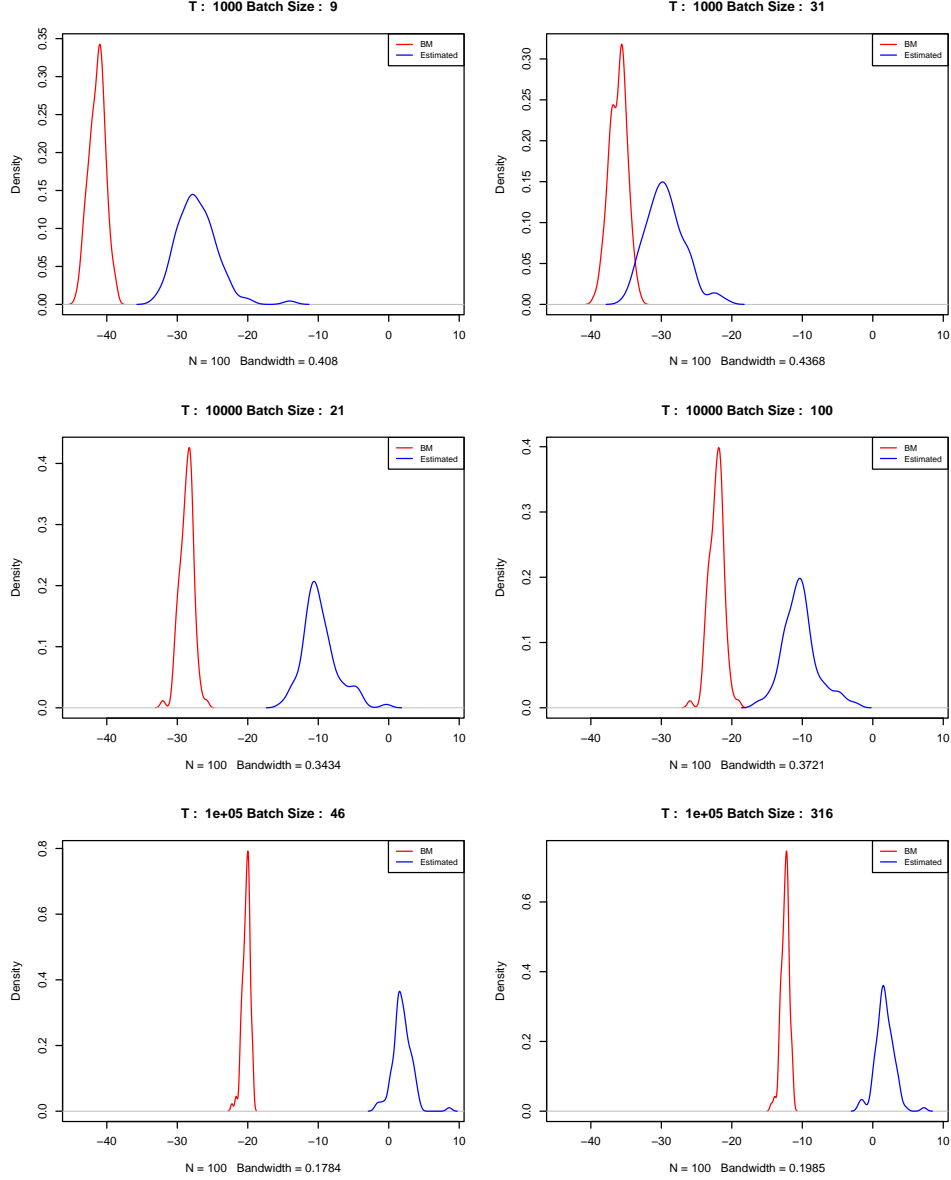 T : 1000 Batch Size : 9
0.35
0.30
0.25
0.20
0.15
0.10
0.05
0.00
Density
BM
Estimated
−40 −30 −20 −10 0 10
N = 100 Bandwidth = 0.408
T : 1000 Batch Size : 31
0.30
0.25
0.20
0.15
0.10
0.05
0.00
Density
BM
Estimated
−40 −30 −20 −10 0 10
N = 100 Bandwidth = 0.4368
T : 10000 Batch Size : 21
0.4
0.3
0.2
0.1
0.0
Density
BM
Estimated
−40 −30 −20 −10 0 10
N = 100 Bandwidth = 0.3434
T : 10000 Batch Size : 100
0.4
0.3
0.2
0.1
0.0
Density
BM
Estimated
−40 −30 −20 −10 0 10
N = 100 Bandwidth = 0.3721
T : 1e+05 Batch Size : 46
0.8
0.6
0.4
0.2
0.0
Density
BM
Estimated
−40 −30 −20 −10 0 10
N = 100 Bandwidth = 0.1784
T : 1e+05 Batch Size : 316
0.6
0.4
0.2
0.0
Density
BM
Estimated
−40 −30 −20 −10 0 10
N = 100 Bandwidth = 0.1985